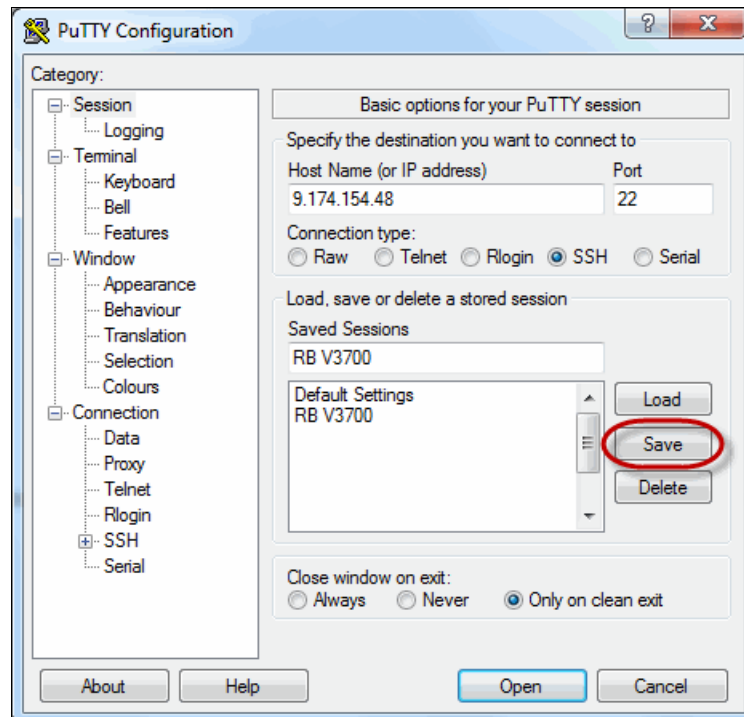 PuTTY Configuration
Category:
Session
Logging
Terminal
Keyboard
Bell
Features
Window
Appearance
Behaviour
Translation
Selection
Colours
Connection
Data
Proxy
Telnet
Rlogin
SSH
Serial
Basic options for your PuTTY session
Specify the destination you want to connect to
Host Name (or IP address) Port
9.174.154.48 22
Connection type:
Raw Telnet Rlogin SSH Serial
Load, save or delete a stored session
Saved Sessions
RB V3700
Default Settings
RB V3700
Load
Save
Delete
Close window on exit:
Always Never Only on clean exit
About Help Open Cancel